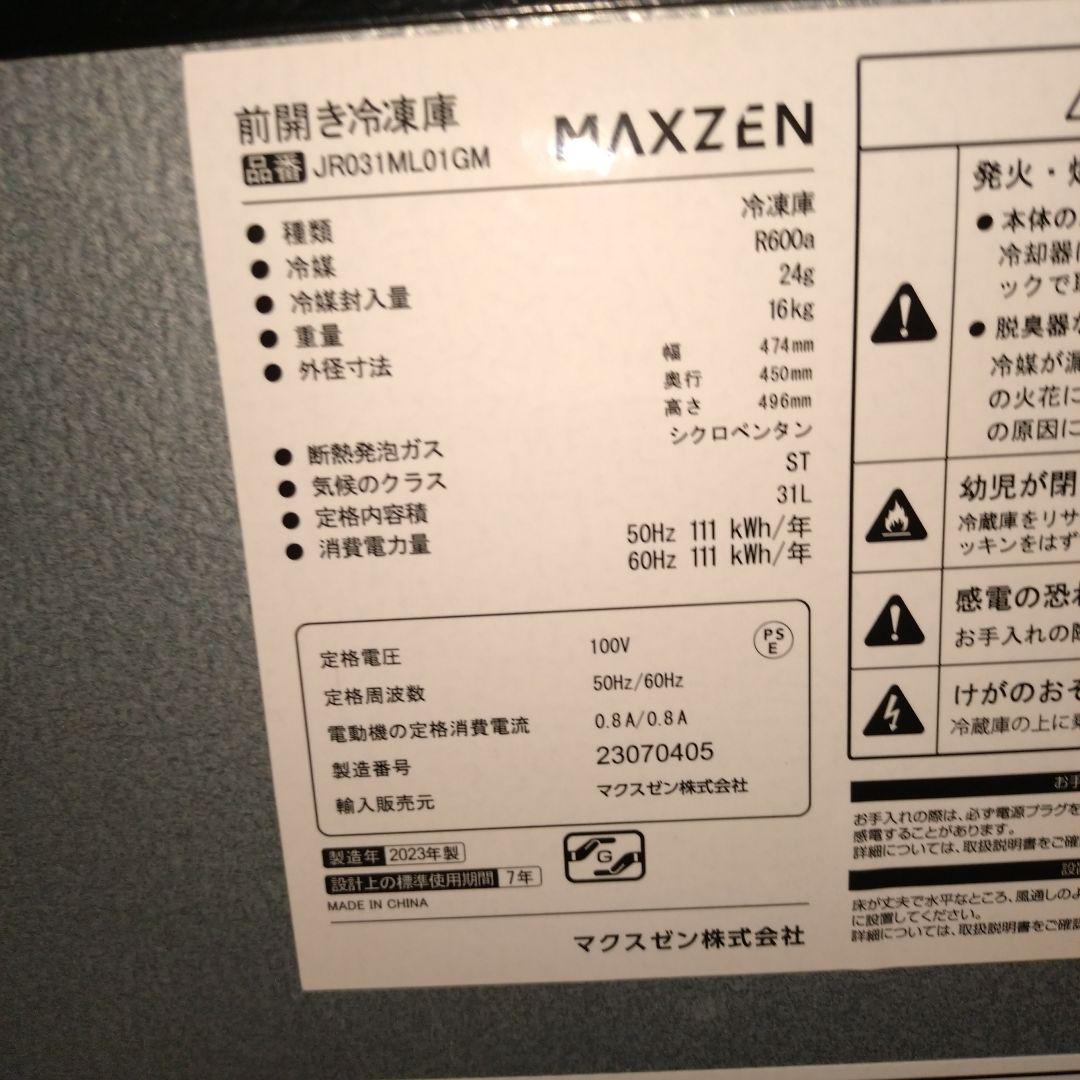 前開き冷凍庫
MAXZEN
品番 JR031ML01GM
● 種類 冷凍庫
● 冷媒 R600a
● 冷媒封入量 24g
● 重量 16kg
● 外径寸法 幅 474mm
奥行 450mm
高さ 496mm
● 断熱発泡ガス シクロペンタン
● 気候のクラス ST
● 定格内容積 31L
● 消費電力量 50Hz 111 kWh/年
60Hz 111 kWh/年
定格電圧 100V
PS
E
定格周波数 50Hz/60Hz
電動機の定格消費電流 0.8A/0.8A
製造番号 23070405
輸入販売元 マクスゼン株式会社
製造年 2023年製
G
設計上の標準使用期間 7年
MADE IN CHINA
マクスゼン株式会社
発火・
● 本体の
冷却器
ックで
● 脱臭器
冷媒が
の火花に
の原因に
幼児が閉
冷蔵庫をリサ
ッキンをはず
感電の恐
お手入れの
けがのおそ
冷蔵庫の上に
お手
お手入れの際は、必ず電源プラグを
感電することがあります。
詳細については、取扱説明書をご確
床が丈夫で水平なところ、風通しの
に設置してください。
詳細については、取扱説明書をご確認